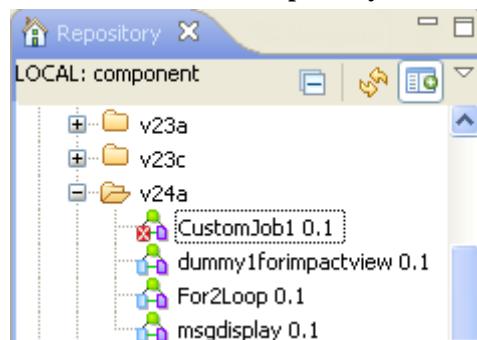 Repository
LOCAL: component
v23a
v23c
v24a
CustomJob1 0.1
dummy1forimpactview 0.1
For2Loop 0.1
msgdisplay 0.1